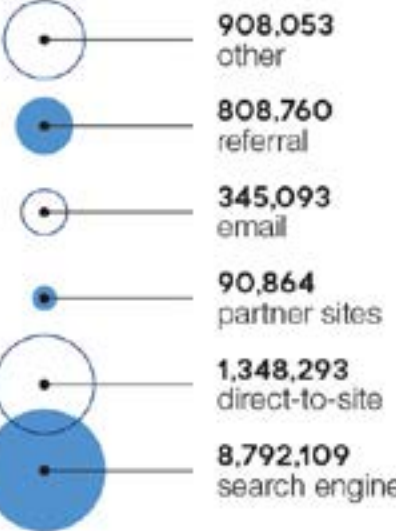 908,053
other
808,760
referral
345,093
email
90,864
partner sites
1,348,293
direct-to-site
8,792,109
search engine